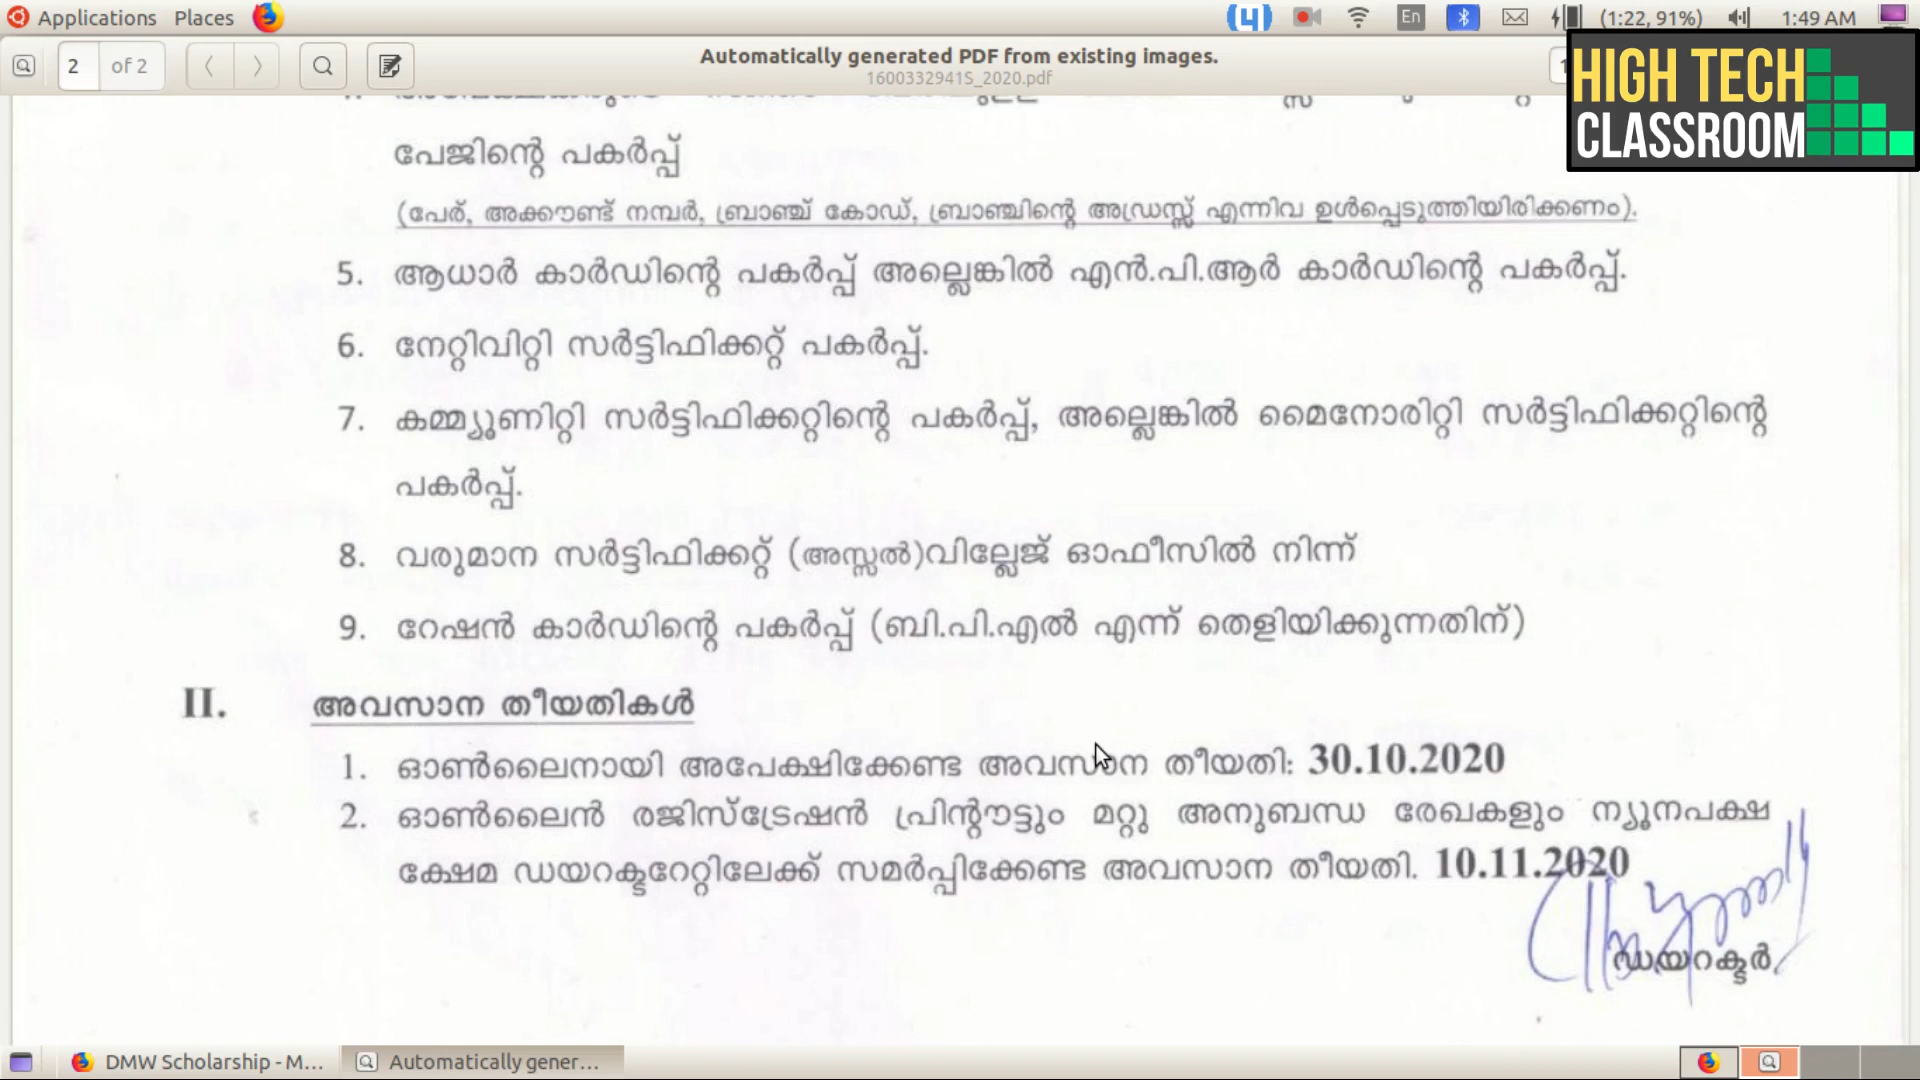 Applications Places
En
(1:22, 91%)
1:49 AM
2 of 2
Automatically generated PDF from existing images.
1600332941S_2020.pdf
HIGH TECH
CLASSROOM
പേജിന്റെ പകർപ്പ്
(പേര്, അക്കൗണ്ട് നമ്പർ, ബ്രാഞ്ച് കോഡ്, ബ്രാഞ്ചിന്റെ അഡ്രസ്സ് എന്നിവ ഉൾപ്പെടുത്തിയിരിക്കണം).
5. ആധാർ കാർഡിന്റെ പകർപ്പ് അല്ലെങ്കിൽ എൻ.പി.ആർ കാർഡിന്റെ പകർപ്പ്.
6. നേറ്റിവിറ്റി സർട്ടിഫിക്കറ്റ് പകർപ്പ്.
7. കമ്മ്യൂണിറ്റി സർട്ടിഫിക്കറ്റിന്റെ പകർപ്പ്, അല്ലെങ്കിൽ മൈനോരിറ്റി സർട്ടിഫിക്കറ്റിന്റെ
പകർപ്പ്.
8. വരുമാന സർട്ടിഫിക്കറ്റ് (അസ്സൽ)വില്ലേജ് ഓഫീസിൽ നിന്ന്
9. റേഷൻ കാർഡിന്റെ പകർപ്പ് (ബി.പി.എൽ എന്ന് തെളിയിക്കുന്നതിന്)
II. അവസാന തീയതികൾ
1. ഓൺലൈനായി അപേക്ഷിക്കേണ്ട അവസാന തീയതി: 30.10.2020
2. ഓൺലൈൻ രജിസ്ട്രേഷൻ പ്രിന്റൗട്ടും മറ്റു അനുബന്ധ രേഖകളും ന്യൂനപക്ഷ
ക്ഷേമ ഡയറക്ടറേറ്റിലേക്ക് സമർപ്പിക്കേണ്ട അവസാന തീയതി. 10.11.2020
ഡയറക്ടർ
DMW Scholarship - M...
Automatically gener...